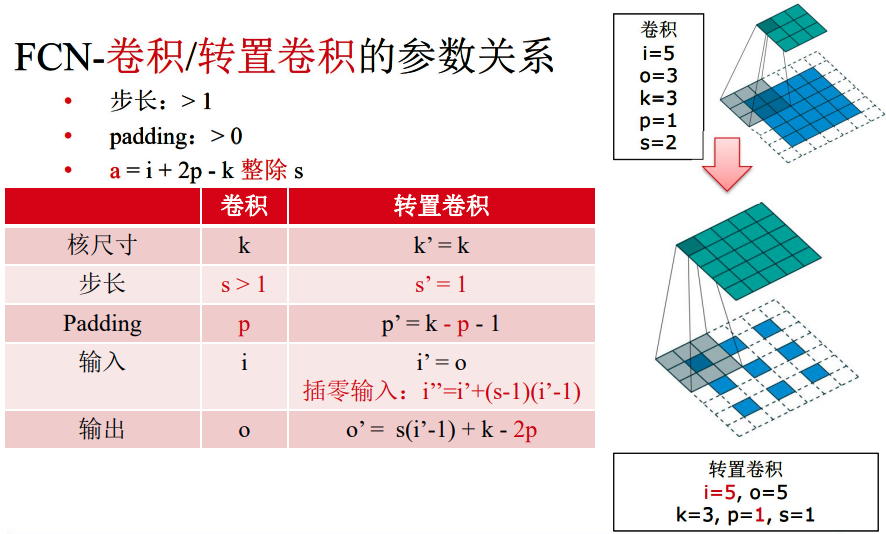 FCN-卷积/转置卷积的参数关系
• 步长：> 1
• padding：> 0
• a = i + 2p - k 整除 s
卷积 转置卷积
核尺寸 k k’ = k
步长 s > 1 s’ = 1
Padding p p’ = k - p - 1
输入 i i’ = o
插零输入：i’’=i’+(s-1)(i’-1)
输出 o o’ = s(i’-1) + k - 2p
卷积
i=5
o=3
k=3
p=1
s=2
转置卷积
i=5, o=5
k=3, p=1, s=1